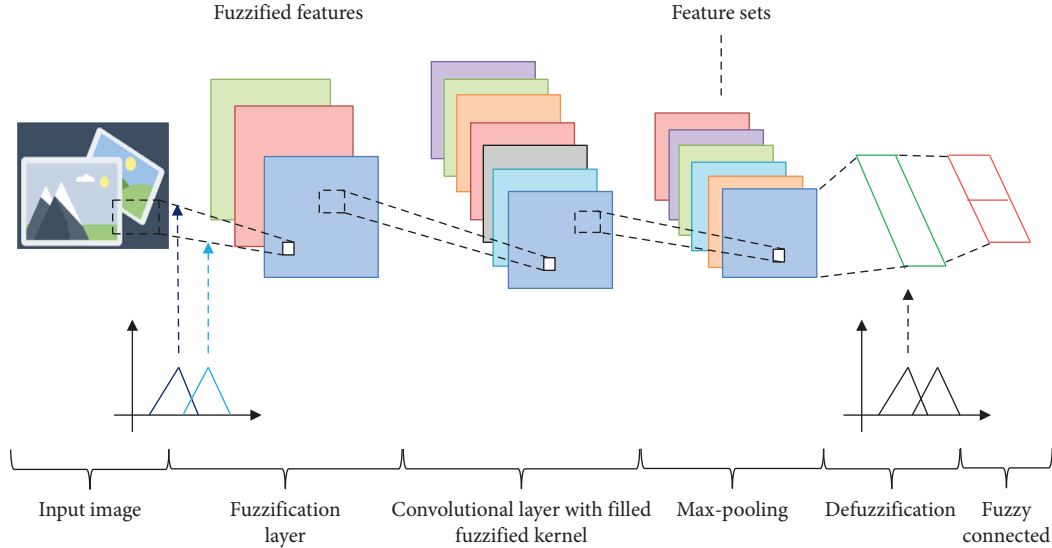 Fuzzified features
Feature sets
Input image
Fuzzification
layer
Convolutional layer with filled
fuzzified kernel
Max-pooling
Defuzzification
Fuzzy
connected